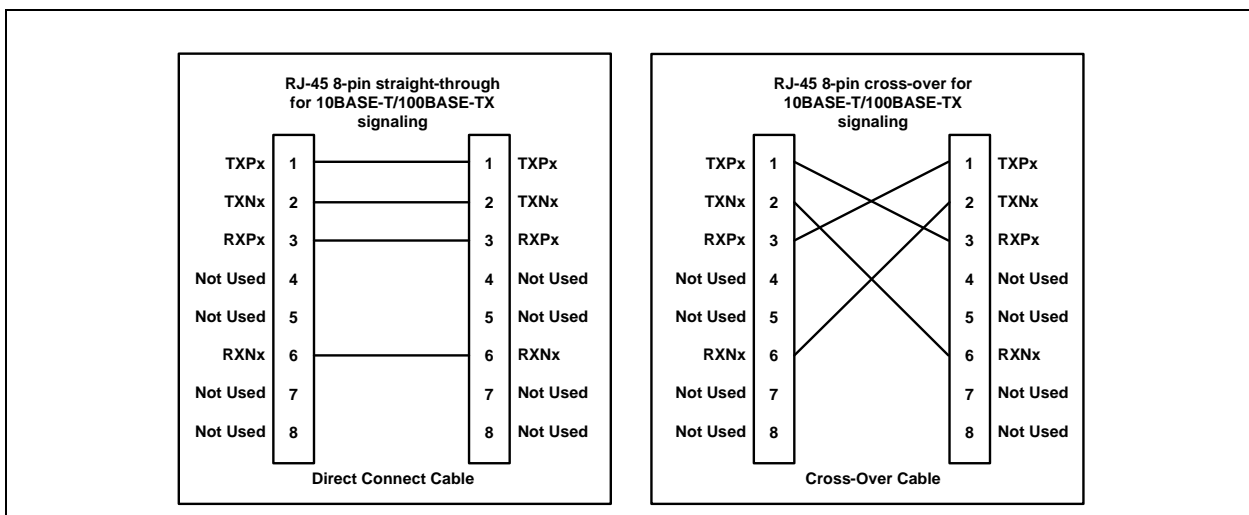 RJ-45 8-pin straight-through
for 10BASE-T/100BASE-TX
signaling
TXPx 1 1 TXPx
TXNx 2 2 TXNx
RXPx 3 3 RXPx
Not Used 4 4 Not Used
Not Used 5 5 Not Used
RXNx 6 6 RXNx
Not Used 7 7 Not Used
Not Used 8 8 Not Used
Direct Connect Cable
RJ-45 8-pin cross-over for
10BASE-T/100BASE-TX
signaling
TXPx 1 1 TXPx
TXNx 2 2 TXNx
RXPx 3 3 RXPx
Not Used 4 4 Not Used
Not Used 5 5 Not Used
RXNx 6 6 RXNx
Not Used 7 7 Not Used
Not Used 8 8 Not Used
Cross-Over Cable